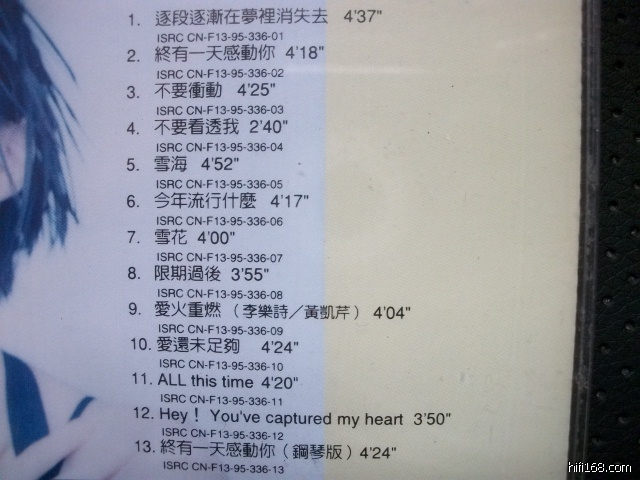 1. 逐段逐漸在夢裡消失去 4'37"
ISRC CN-F13-95-336-01
2. 終有一天感動你 4'18"
ISRC CN-F13-95-336-02
3. 不要衝動 4'25"
ISRC CN-F13-95-336-03
4. 不要看透我 2'40"
ISRC CN-F13-95-336-04
5. 雪海 4'52"
ISRC CN-F13-95-336-05
6. 今年流行什麼 4'17"
ISRC CN-F13-95-336-06
7. 雪花 4'00"
ISRC CN-F13-95-336-07
8. 限期過後 3'55"
ISRC CN-F13-95-336-08
9. 愛火重燃（李樂詩／黃凱芹）4'04"
ISRC CN-F13-95-336-09
10. 愛還未足夠 4'24"
ISRC CN-F13-95-336-10
11. ALL this time 4'20"
ISRC CN-F13-95-336-11
12. Hey！ You've captured my heart 3'50"
ISRC CN-F13-95-336-12
13. 終有一天感動你（鋼琴版）4'24"
ISRC CN-F13-95-336-13
hifi168.com